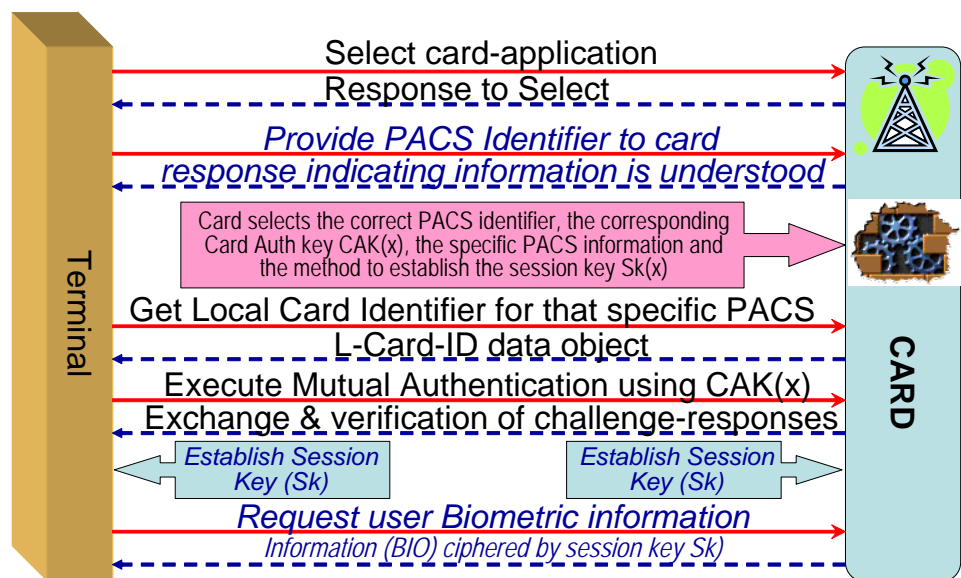 Select card-application
Response to Select
Provide PACS Identifier to card
response indicating information is understood
Card selects the correct PACS identifier, the corresponding
Card Auth key CAK(x), the specific PACS information and
the method to establish the session key Sk(x)
Terminal
Get Local Card Identifier for that specific PACS
L-Card-ID data object
CARD
Execute Mutual Authentication using CAK(x)
Exchange & verification of challenge-responses
Establish Session
Key (Sk)
Establish Session
Key (Sk)
Request user Biometric information
Information (BIO) ciphered by session key Sk)